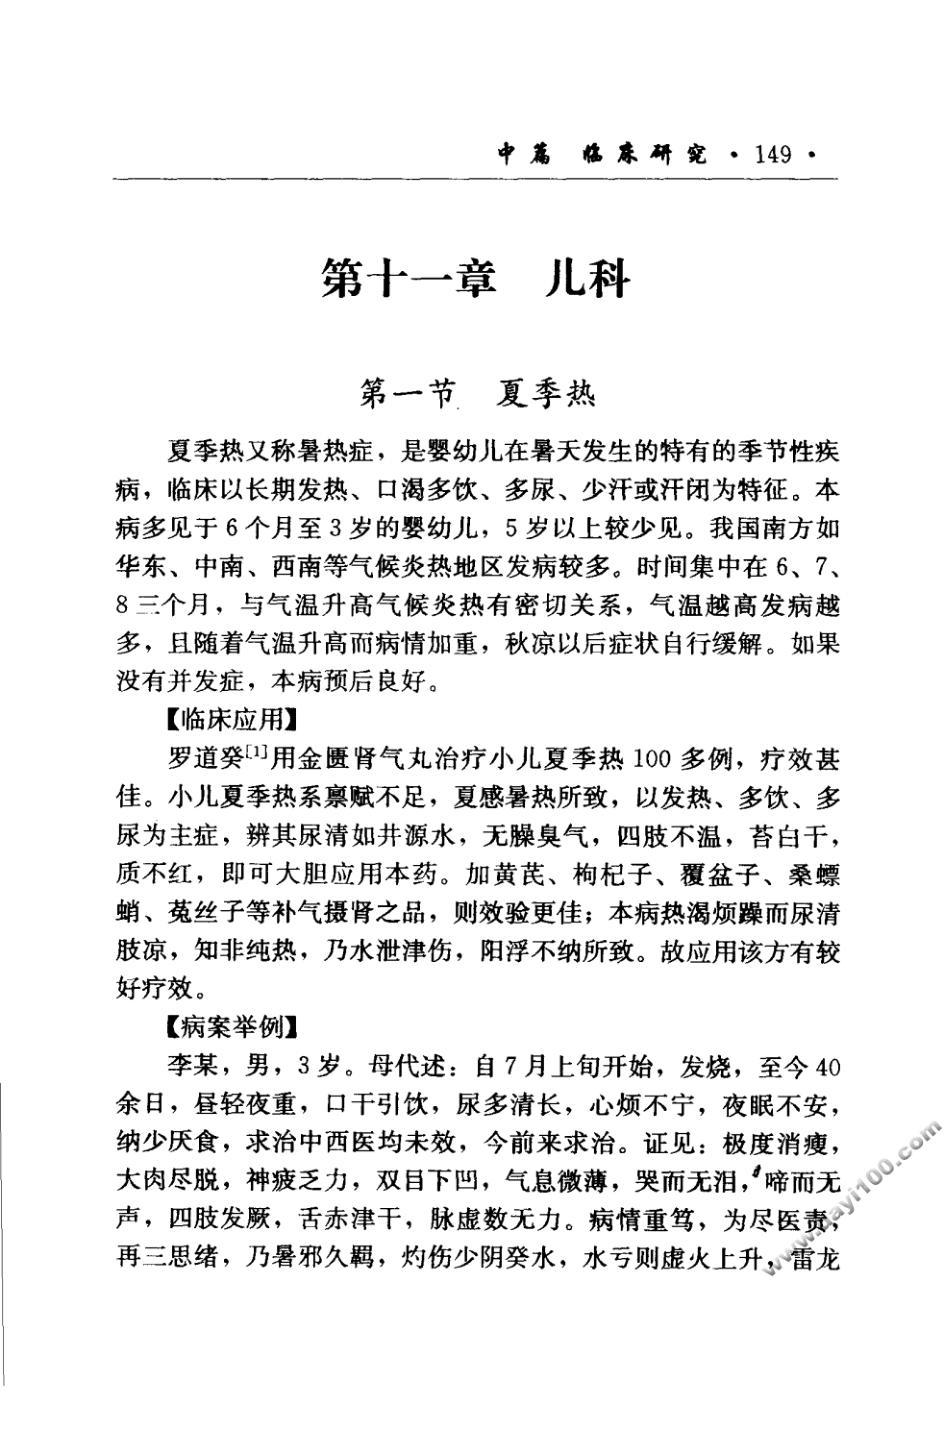 中篇 临床研究 · 149 ·
第十一章 儿科
第一节 夏季热
夏季热又称暑热症，是婴幼儿在暑天发生的特有的季节性疾
病，临床以长期发热、口渴多饮、多尿、少汗或汗闭为特征。本
病多见于 6 个月至 3 岁的婴幼儿，5 岁以上较少见。我国南方如
华东、中南、西南等气候炎热地区发病较多。时间集中在 6、7、
8 三个月，与气温升高气候炎热有密切关系，气温越高发病越
多，且随着气温升高而病情加重，秋凉以后症状自行缓解。如果
没有并发症，本病预后良好。
【临床应用】
罗道癸[1]用金匮肾气丸治疗小儿夏季热 100 多例，疗效甚
佳。小儿夏季热系禀赋不足，夏感暑热所致，以发热、多饮、多
尿为主症，辨其尿清如井源水，无臊臭气，四肢不温，苔白干，
质不红，即可大胆应用本药。加黄芪、枸杞子、覆盆子、桑螵
蛸、菟丝子等补气摄肾之品，则效验更佳；本病热渴烦躁而尿清
肢凉，知非纯热，乃水泄津伤，阳浮不纳所致。故应用该方有较
好疗效。
【病案举例】
李某，男，3 岁。母代述：自 7 月上旬开始，发烧，至今 40
余日，昼轻夜重，口干引饮，尿多清长，心烦不宁，夜眠不安，
纳少厌食，求治中西医均未效，今前来求治。证见：极度消瘦，
大肉尽脱，神疲乏力，双目下凹，气息微薄，哭而无泪，啼而无
声，四肢发厥，舌赤津干，脉虚数无力。病情重笃，为尽医责，
再三思绪，乃暑邪久羁，灼伤少阴癸水，水亏则虚火上升，雷龙
www.dayi100.com